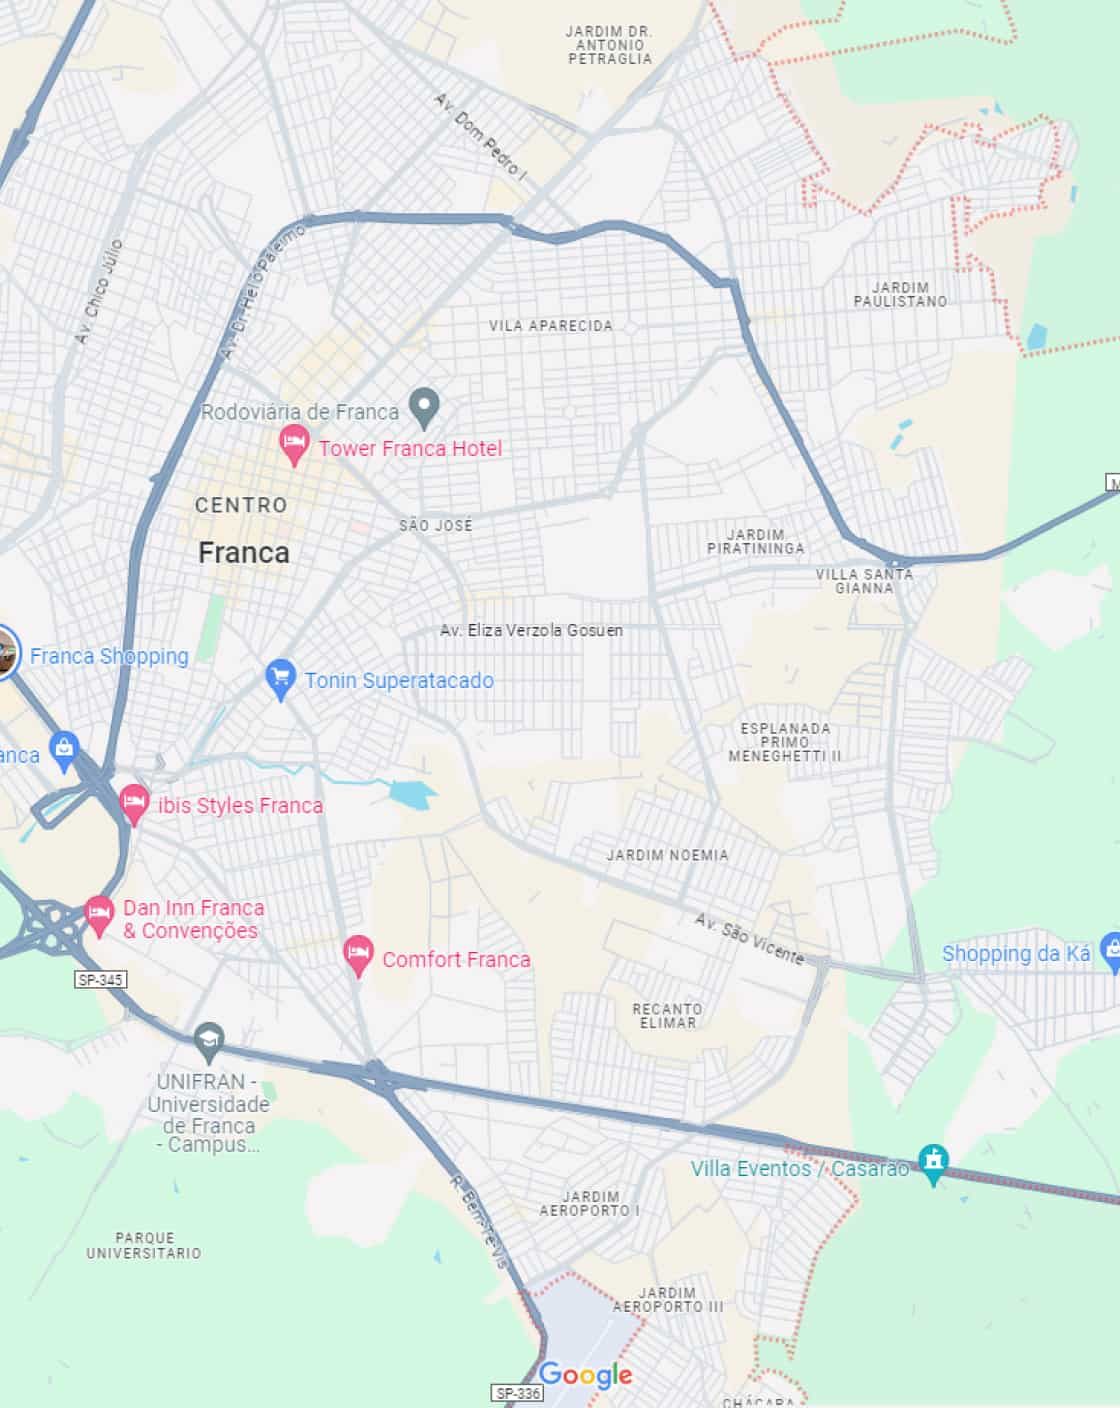 JARDIM DR.
ANTONIO
PETRAGLIA
Av. Dom Pedro I
Av. Chico Júlio
Av. Dr. Hélio Palermo
JARDIM
PAULISTANO
VILA APARECIDA
Rodoviária de Franca
Tower Franca Hotel
CENTRO
SÃO JOSÉ
Franca
JARDIM
PIRATININGA
VILLA SANTA
GIANNA
Av. Eliza Verzola Gosuen
Franca Shopping
Tonin Superatacado
ESPLANADA
PRIMO
MENEGHETTI II
anca
ibis Styles Franca
JARDIM NOEMIA
Dan Inn Franca
& Convenções
Av. São Vicente
Shopping da Ká
Comfort Franca
SP-345
RECANTO
ELIMAR
UNIFRAN -
Universidade
de Franca
- Campus...
Villa Eventos / Casarão
R. Bem-Te-Vis
JARDIM
AEROPORTO I
PARQUE
UNIVERSITARIO
JARDIM
AEROPORTO III
Google
SP-336
CHÁCARA